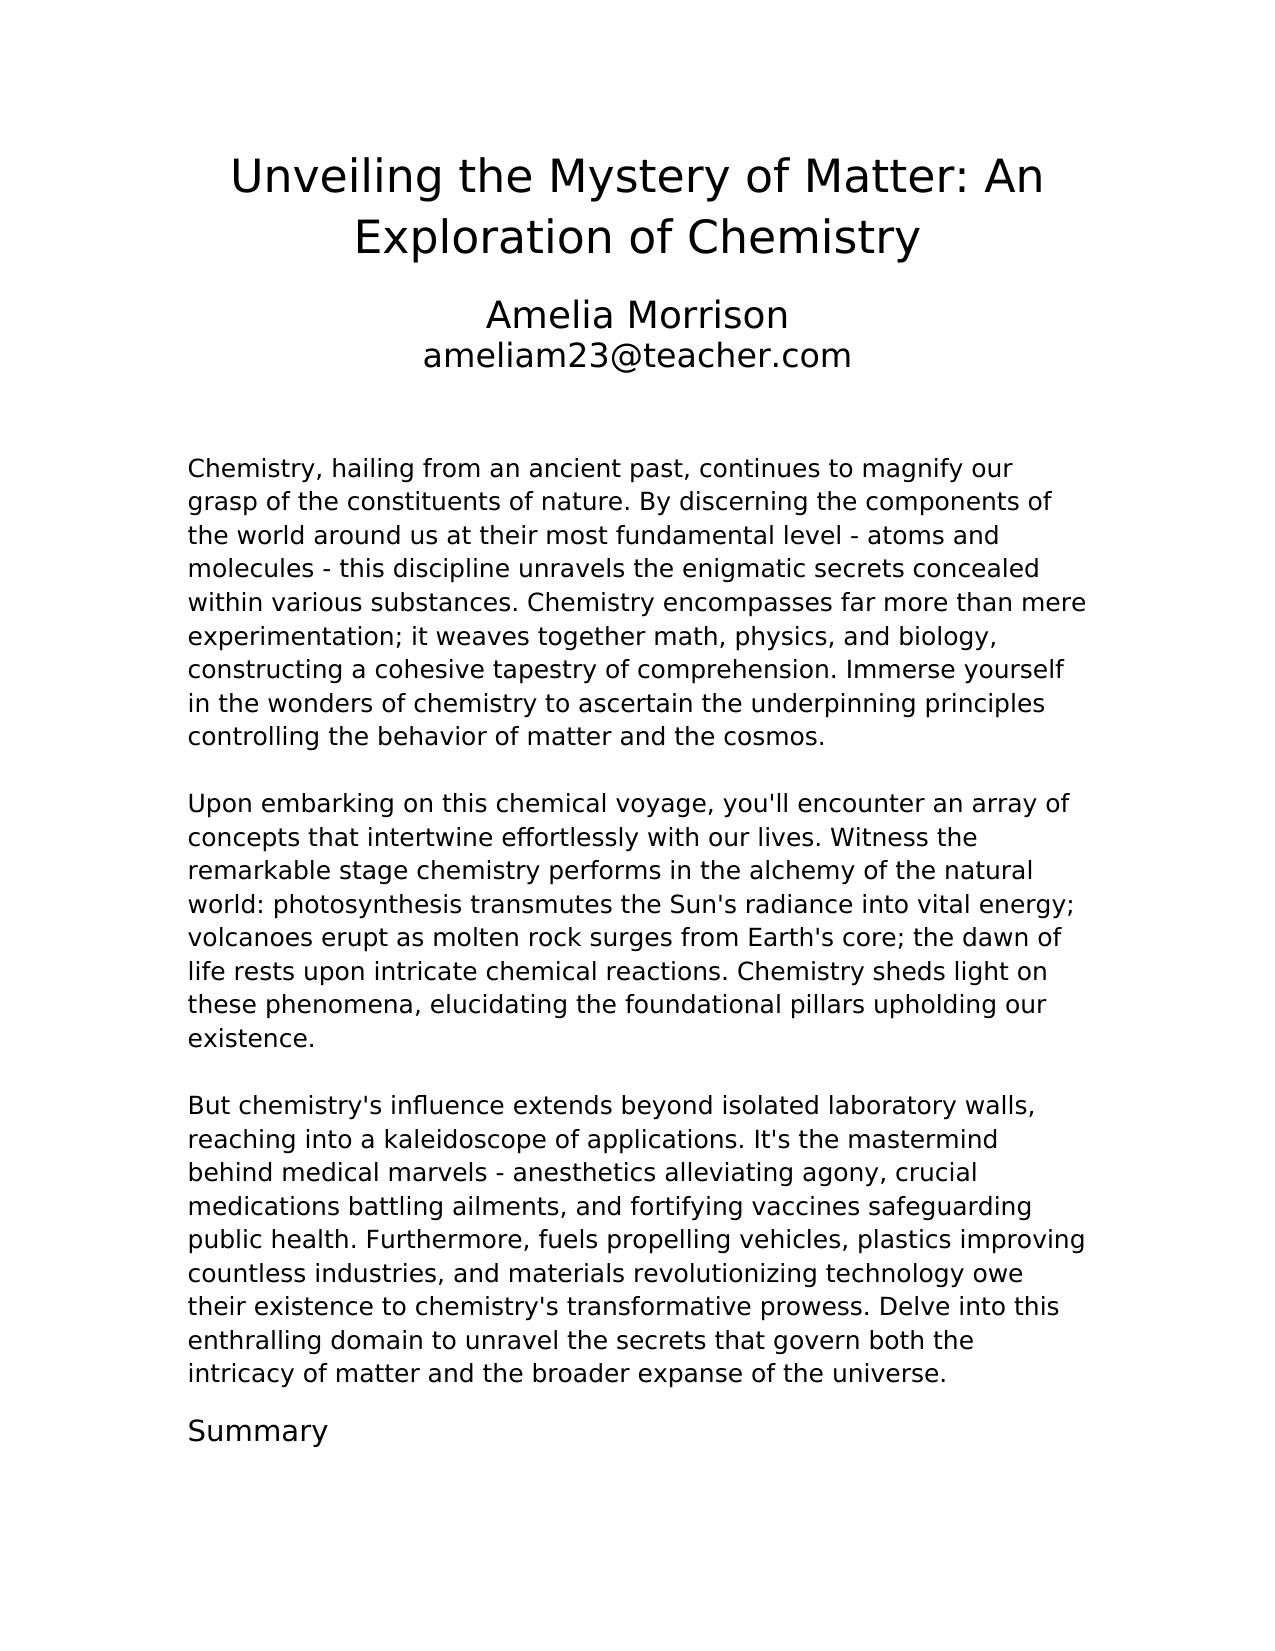 Unveiling the Mystery of Matter: An
Exploration of Chemistry
Amelia Morrison
ameliam23@teacher.com
Chemistry, hailing from an ancient past, continues to magnify our
grasp of the constituents of nature. By discerning the components of
the world around us at their most fundamental level - atoms and
molecules - this discipline unravels the enigmatic secrets concealed
within various substances. Chemistry encompasses far more than mere
experimentation; it weaves together math, physics, and biology,
constructing a cohesive tapestry of comprehension. Immerse yourself
in the wonders of chemistry to ascertain the underpinning principles
controlling the behavior of matter and the cosmos.
Upon embarking on this chemical voyage, you'll encounter an array of
concepts that intertwine effortlessly with our lives. Witness the
remarkable stage chemistry performs in the alchemy of the natural
world: photosynthesis transmutes the Sun's radiance into vital energy;
volcanoes erupt as molten rock surges from Earth's core; the dawn of
life rests upon intricate chemical reactions. Chemistry sheds light on
these phenomena, elucidating the foundational pillars upholding our
existence.
But chemistry's influence extends beyond isolated laboratory walls,
reaching into a kaleidoscope of applications. It's the mastermind
behind medical marvels - anesthetics alleviating agony, crucial
medications battling ailments, and fortifying vaccines safeguarding
public health. Furthermore, fuels propelling vehicles, plastics improving
countless industries, and materials revolutionizing technology owe
their existence to chemistry's transformative prowess. Delve into this
enthralling domain to unravel the secrets that govern both the
intricacy of matter and the broader expanse of the universe.
Summary